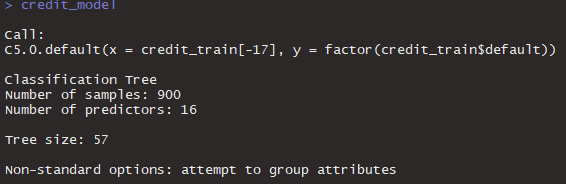 > credit_model
Call:
C5.0.default(x = credit_train[-17], y = factor(credit_train$default))
Classification Tree
Number of samples: 900
Number of predictors: 16
Tree size: 57
Non-standard options: attempt to group attributes